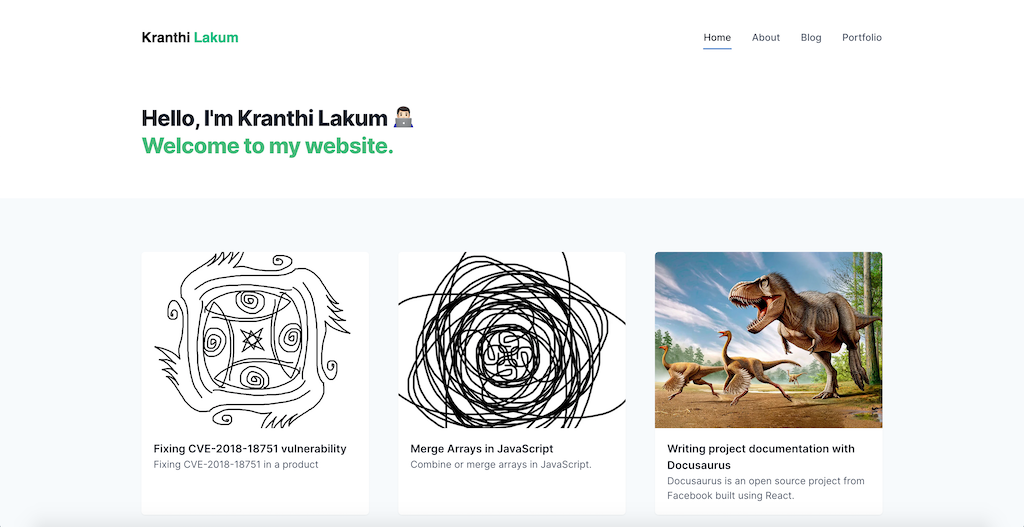 Kranthi Lakum
Home About Blog Portfolio
Hello, I'm Kranthi Lakum
Welcome to my website.
Fixing CVE-2018-18751 vulnerability
Fixing CVE-2018-18751 in a product
Merge Arrays in JavaScript
Combine or merge arrays in JavaScript.
Writing project documentation with
Docusaurus
Docusaurus is an open source project from
Facebook built using React.